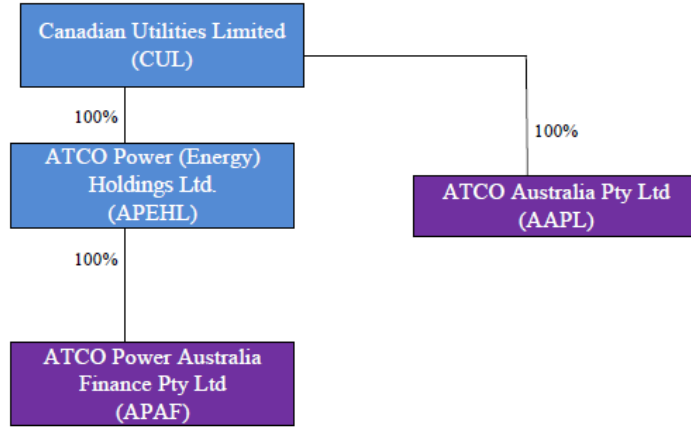 Canadian Utilities Limited
(CUL)
100%
100%
ATCO Power (Energy)
Holdings Ltd.
(APEHL)
ATCO Australia Pty Ltd
(AAPL)
100%
ATCO Power Australia
Finance Pty Ltd
(APAF)